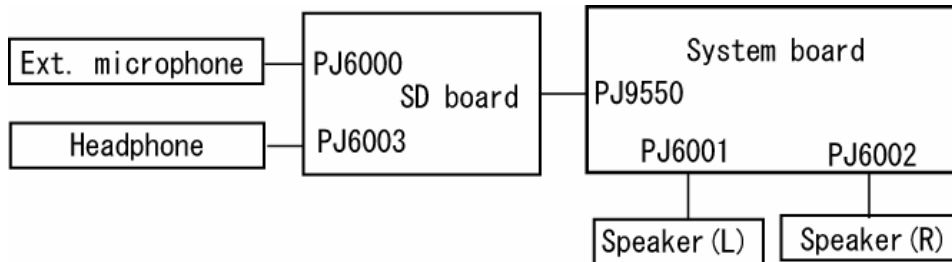 Ext. microphone
PJ6000
SD board
PJ6003
Headphone
System board
PJ9550
PJ6001
PJ6002
Speaker(L)
Speaker(R)